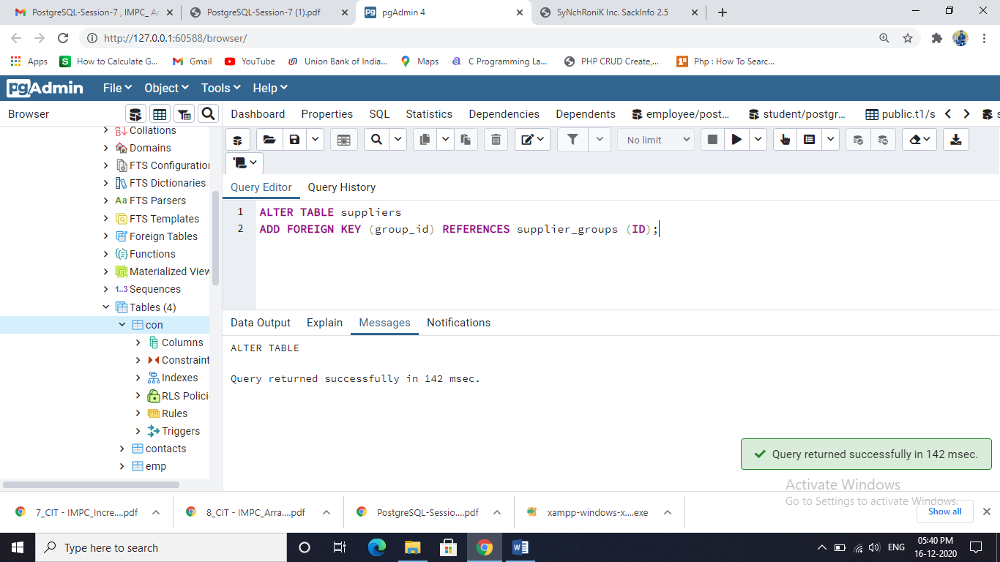 PostgreSQL-Session-7 , IMPC_ Ar
PostgreSQL-Session-7 (1).pdf
pgAdmin 4
SyNchRoniK Inc. SackInfo 2.5
http://127.0.0.1:60588/browser/
Apps
How to Calculate G...
Gmail
YouTube
Union Bank of India...
Maps
C Programming La...
PHP CRUD Create,...
Php : How To Searc...
pgAdmin
File
Object
Tools
Help
Browser
Dashboard
Properties
SQL
Statistics
Dependencies
Dependents
employee/post...
student/postgr...
public.t1/s
s
No limit
Query Editor
Query History
1 ALTER TABLE suppliers
2 ADD FOREIGN KEY (group_id) REFERENCES supplier_groups (ID);
Collations
Domains
FTS Configuration
FTS Dictionaries
Aa FTS Parsers
FTS Templates
Foreign Tables
Functions
Materialized View
1..3 Sequences
Tables (4)
con
Columns
Constraint
Indexes
RLS Polici
Rules
Triggers
contacts
emp
Data Output
Explain
Messages
Notifications
ALTER TABLE
Query returned successfully in 142 msec.
Query returned successfully in 142 msec.
Activate Windows
Go to Settings to activate Windows.
7_CIT - IMPC_Incre....pdf
8_CIT - IMPC_Arra....pdf
PostgreSQL-Sessio....pdf
xampp-windows-x....exe
Show all
Type here to search
ENG
05:40 PM
16-12-2020